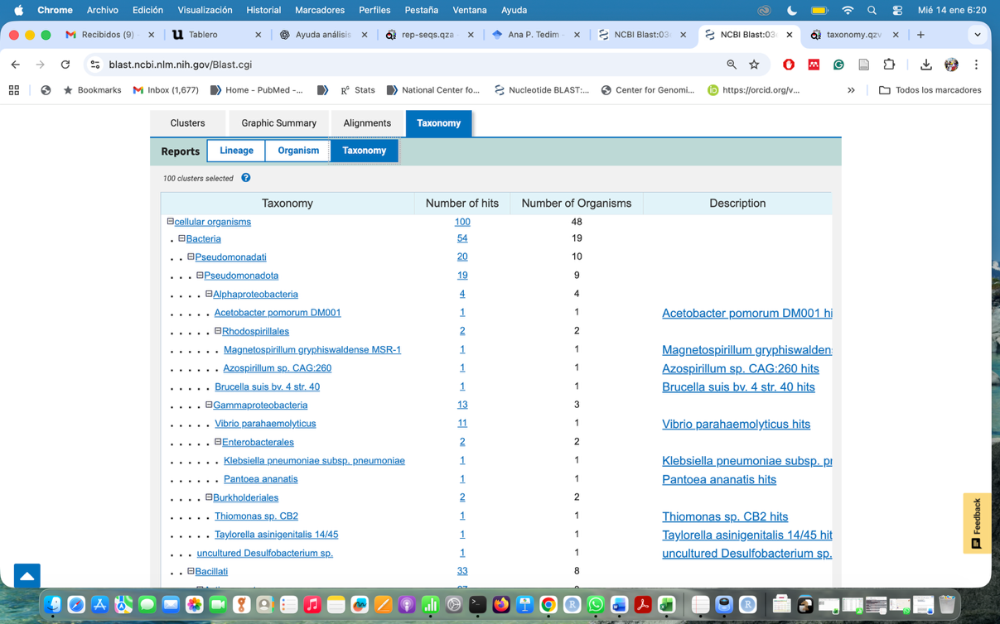 Chrome Archivo Edición Visualización Historial Marcadores Perfiles Pestaña Ventana Ayuda Mié 14 ene 6:20
Recibidos (9) Tablero Ayuda análisis rep-seqs.qza - Ana P. Tedim - NCBI Blast:03 NCBI Blast:03 taxonomy.qzv
blast.ncbi.nlm.nih.gov/Blast.cgi
Bookmarks Inbox (1,677) Home - PubMed -... Stats National Center fo... Nucleotide BLAST:... Center for Genomi... https://orcid.org/v... » Todos los marcadores
Clusters Graphic Summary Alignments Taxonomy
Reports Lineage Organism Taxonomy
100 clusters selected ?
Taxonomy Number of hits Number of Organisms Description
cellular organisms 100 48
. Bacteria 54 19
. . Pseudomonadati 20 10
. . . Pseudomonadota 19 9
. . . . Alphaproteobacteria 4 4
. . . . . Acetobacter pomorum DM001 1 1 Acetobacter pomorum DM001 hi
. . . . . Rhodospirillales 2 2
. . . . . . Magnetospirillum gryphiswaldense MSR-1 1 1 Magnetospirillum gryphiswaldens
. . . . . . Azospirillum sp. CAG:260 1 1 Azospirillum sp. CAG:260 hits
. . . . . Brucella suis bv. 4 str. 40 1 1 Brucella suis bv. 4 str. 40 hits
. . . . Gammaproteobacteria 13 3
. . . . . Vibrio parahaemolyticus 11 1 Vibrio parahaemolyticus hits
. . . . . Enterobacterales 2 2
. . . . . . Klebsiella pneumoniae subsp. pneumoniae 1 1 Klebsiella pneumoniae subsp. pr
. . . . . . Pantoea ananatis 1 1 Pantoea ananatis hits
. . . . Burkholderiales 2 2
. . . . . Thiomonas sp. CB2 1 1 Thiomonas sp. CB2 hits
. . . . . Taylorella asinigenitalis 14/45 1 1 Taylorella asinigenitalis 14/45 hit
. . . uncultured Desulfobacterium sp. 1 1 uncultured Desulfobacterium sp.
. . Bacillati 33 8
Feedback